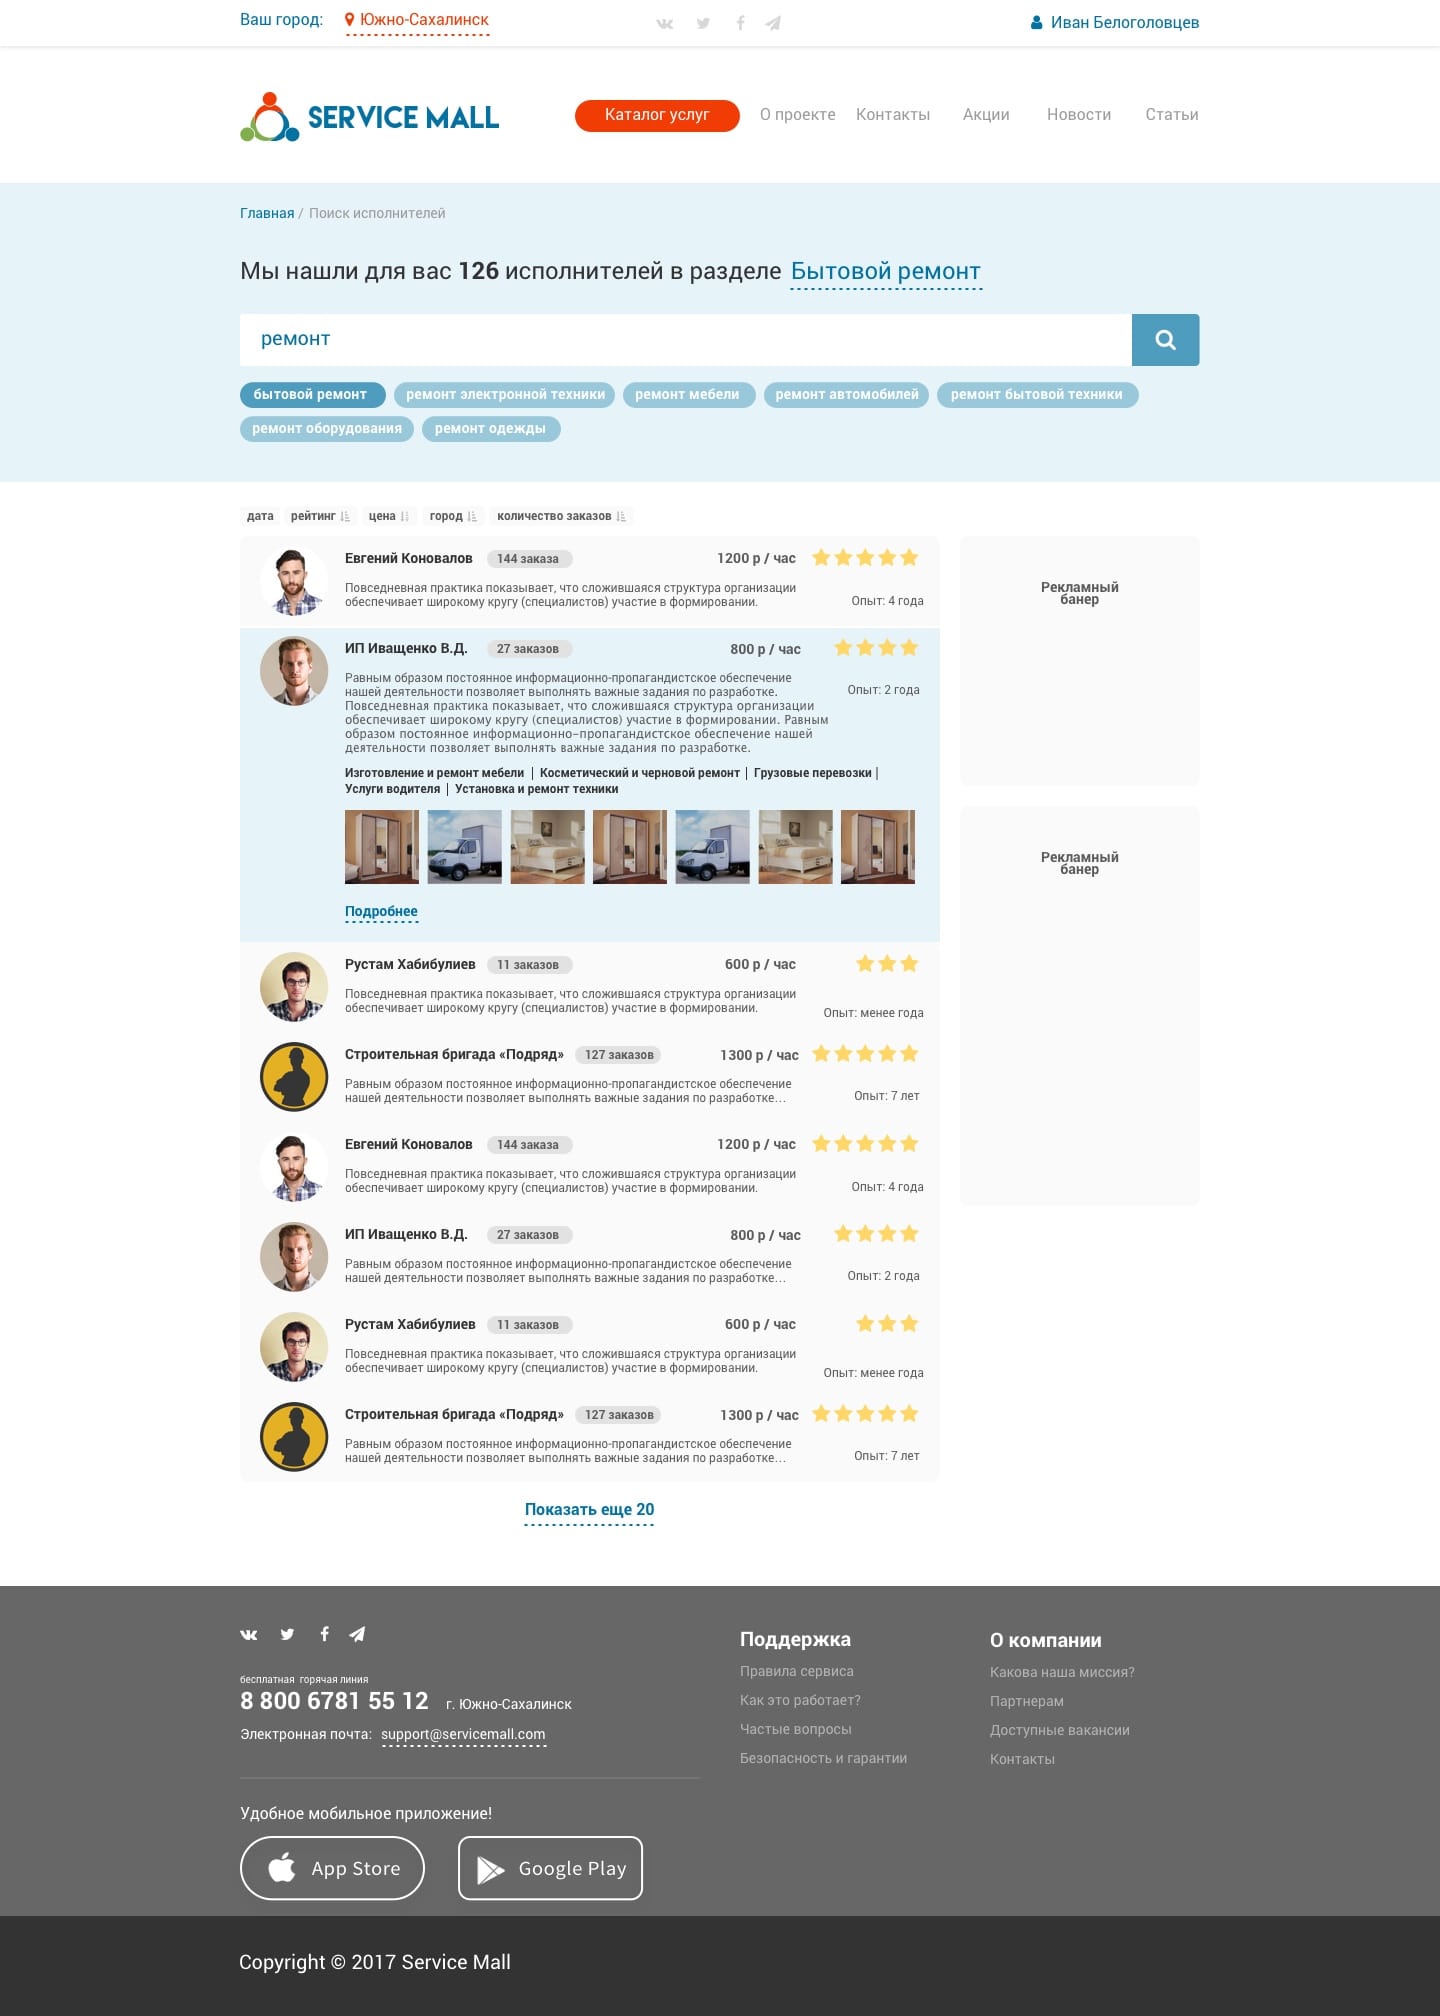 Ваш город: Южно-Сахалинск
Иван Белоголовцев
SERVICE MALL
Каталог услуг О проекте Контакты Акции Новости Статьи
Главная / Поиск исполнителей
Мы нашли для вас 126 исполнителей в разделе Бытовой ремонт
ремонт
бытовой ремонт ремонт электронной техники ремонт мебели ремонт автомобилей ремонт бытовой техники
ремонт оборудования ремонт одежды
дата рейтинг цена город количество заказов
Евгений Коновалов 144 заказа 1200 р / час
Повседневная практика показывает, что сложившаяся структура организации
обеспечивает широкому кругу (специалистов) участие в формировании.
Опыт: 4 года
ИП Иващенко В.Д. 27 заказов 800 р / час
Равным образом постоянное информационно-пропагандистское обеспечение
нашей деятельности позволяет выполнять важные задания по разработке.
Повседневная практика показывает, что сложившаяся структура организации
обеспечивает широкому кругу (специалистов) участие в формировании. Равным
образом постоянное информационно-пропагандистское обеспечение нашей
деятельности позволяет выполнять важные задания по разработке.
Опыт: 2 года
Изготовление и ремонт мебели | Косметический и черновой ремонт | Грузовые перевозки |
Услуги водителя | Установка и ремонт техники
Подробнее
Рустам Хабибулиев 11 заказов 600 р / час
Повседневная практика показывает, что сложившаяся структура организации
обеспечивает широкому кругу (специалистов) участие в формировании.
Опыт: менее года
Строительная бригада «Подряд» 127 заказов 1300 р / час
Равным образом постоянное информационно-пропагандистское обеспечение
нашей деятельности позволяет выполнять важные задания по разработке...
Опыт: 7 лет
Евгений Коновалов 144 заказа 1200 р / час
Повседневная практика показывает, что сложившаяся структура организации
обеспечивает широкому кругу (специалистов) участие в формировании.
Опыт: 4 года
ИП Иващенко В.Д. 27 заказов 800 р / час
Равным образом постоянное информационно-пропагандистское обеспечение
нашей деятельности позволяет выполнять важные задания по разработке...
Опыт: 2 года
Рустам Хабибулиев 11 заказов 600 р / час
Повседневная практика показывает, что сложившаяся структура организации
обеспечивает широкому кругу (специалистов) участие в формировании.
Опыт: менее года
Строительная бригада «Подряд» 127 заказов 1300 р / час
Равным образом постоянное информационно-пропагандистское обеспечение
нашей деятельности позволяет выполнять важные задания по разработке...
Опыт: 7 лет
Показать еще 20
Рекламный
банер
Рекламный
банер
бесплатная горячая линия
8 800 6781 55 12 г. Южно-Сахалинск
Электронная почта: support@servicemall.com
Удобное мобильное приложение!
App Store Google Play
Поддержка
Правила сервиса
Как это работает?
Частые вопросы
Безопасность и гарантии
О компании
Какова наша миссия?
Партнерам
Доступные вакансии
Контакты
Copyright © 2017 Service Mall